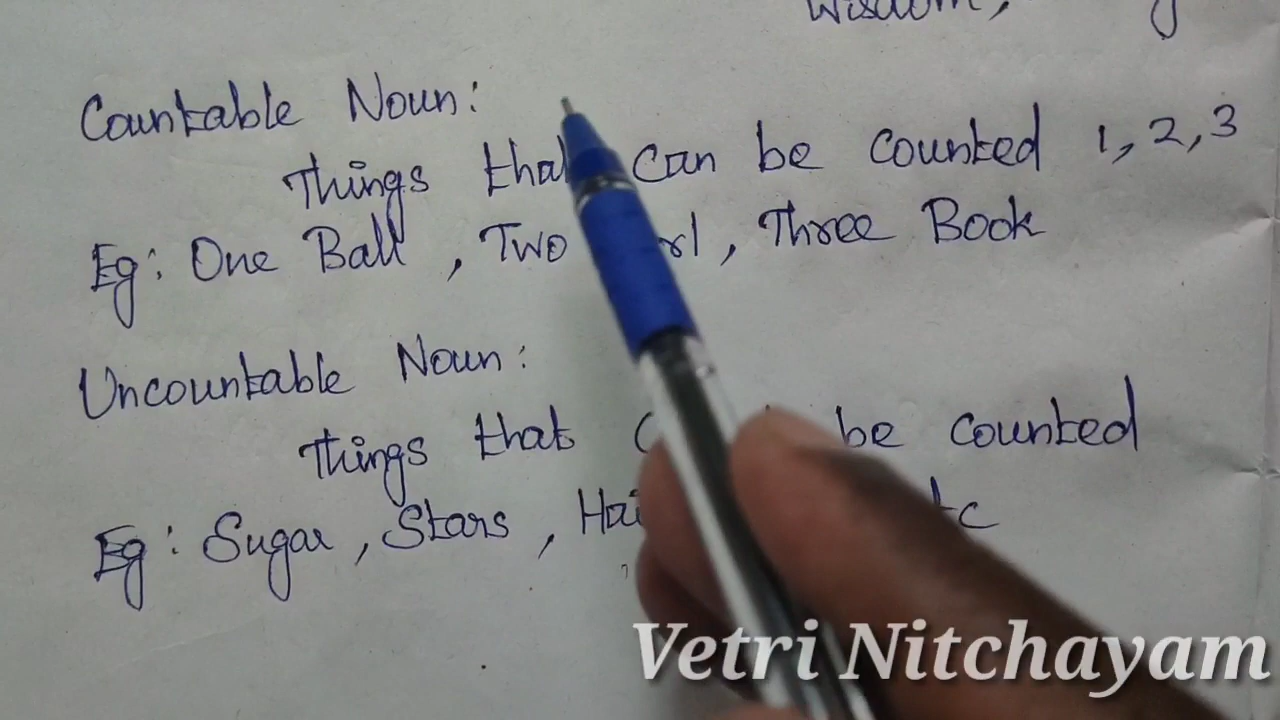 Wisdom,
Countable Noun:
Things that can be counted 1, 2, 3
Eg: One Ball, Two, Three Book
Uncountable Noun:
Things that be counted
Eg: Sugar, Stars,
Vetri Nitchayam